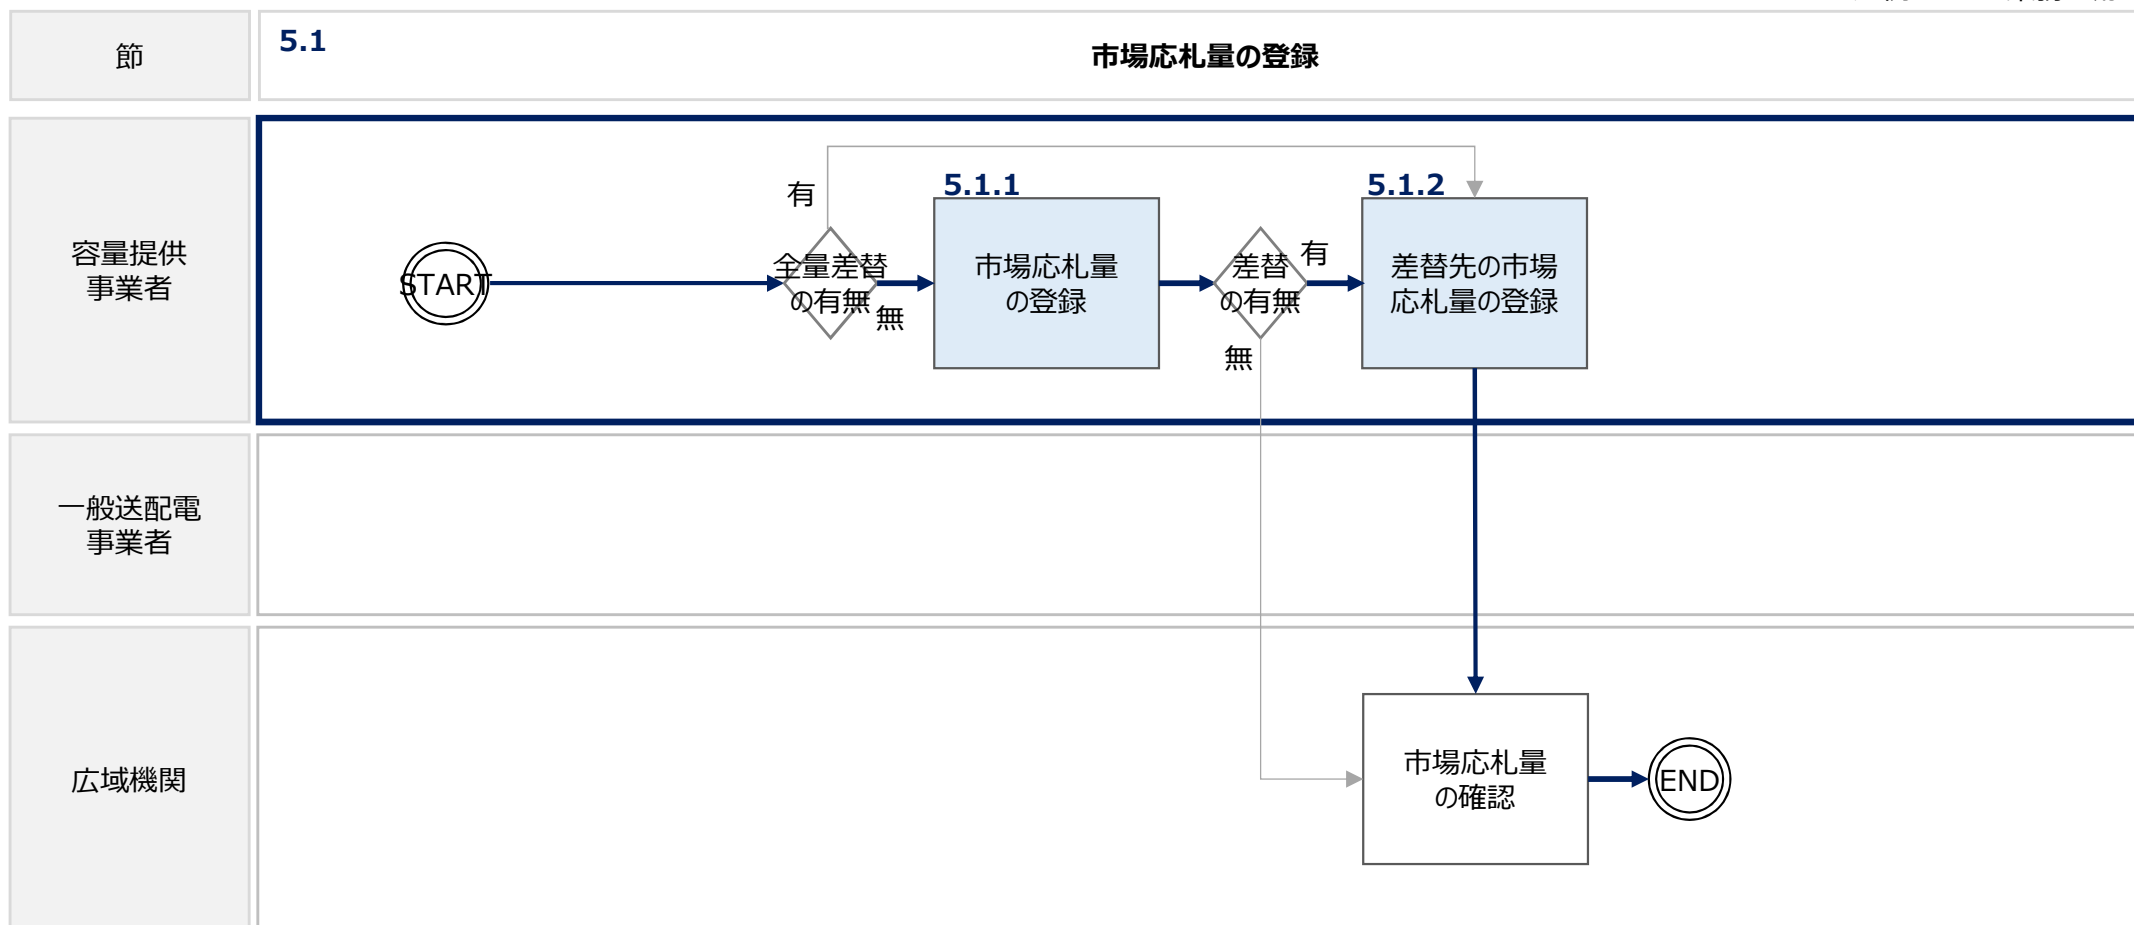 節
5.1
市場応札量の登録
容量提供
事業者
有
5.1.1
5.1.2
START
全量差替
の有無
無
市場応札量
の登録
差替
の有無
有
無
差替先の市場
応札量の登録
一般送配電
事業者
広域機関
市場応札量
の確認
END